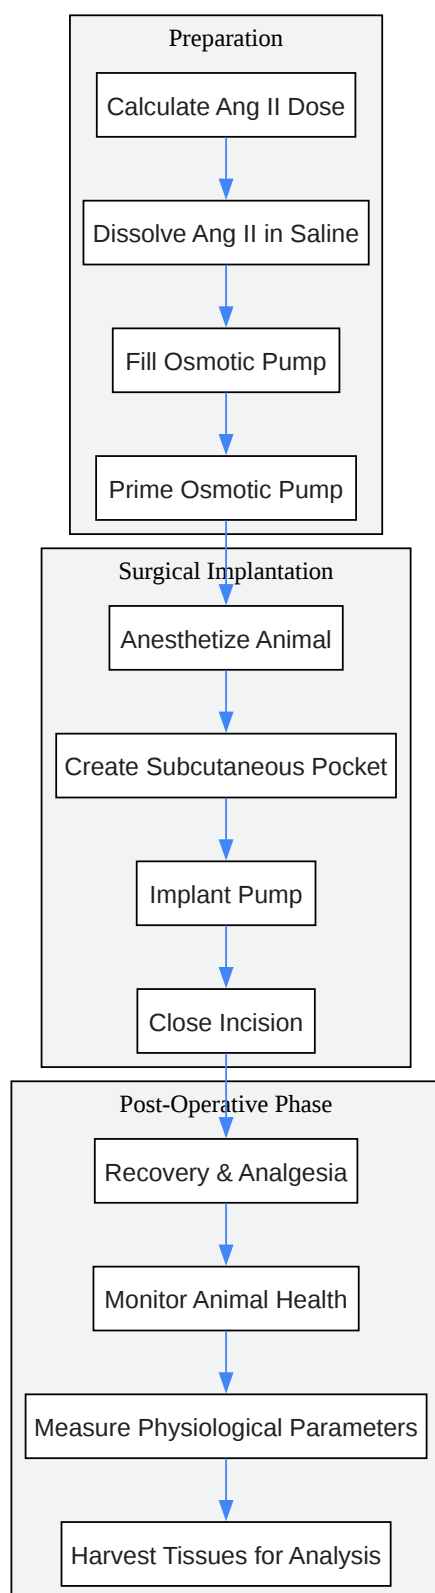 Preparation
Calculate Ang II Dose
Dissolve Ang II in Saline
Fill Osmotic Pump
Prime Osmotic Pump
Surgical Implantation
Anesthetize Animal
Create Subcutaneous Pocket
Implant Pump
Close Incision
Post-Operative Phase
Recovery & Analgesia
Monitor Animal Health
Measure Physiological Parameters
Harvest Tissues for Analysis